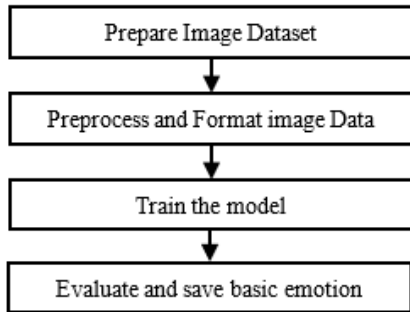 Prepare Image Dataset
Preprocess and Format image Data
Train the model
Evaluate and save basic emotion